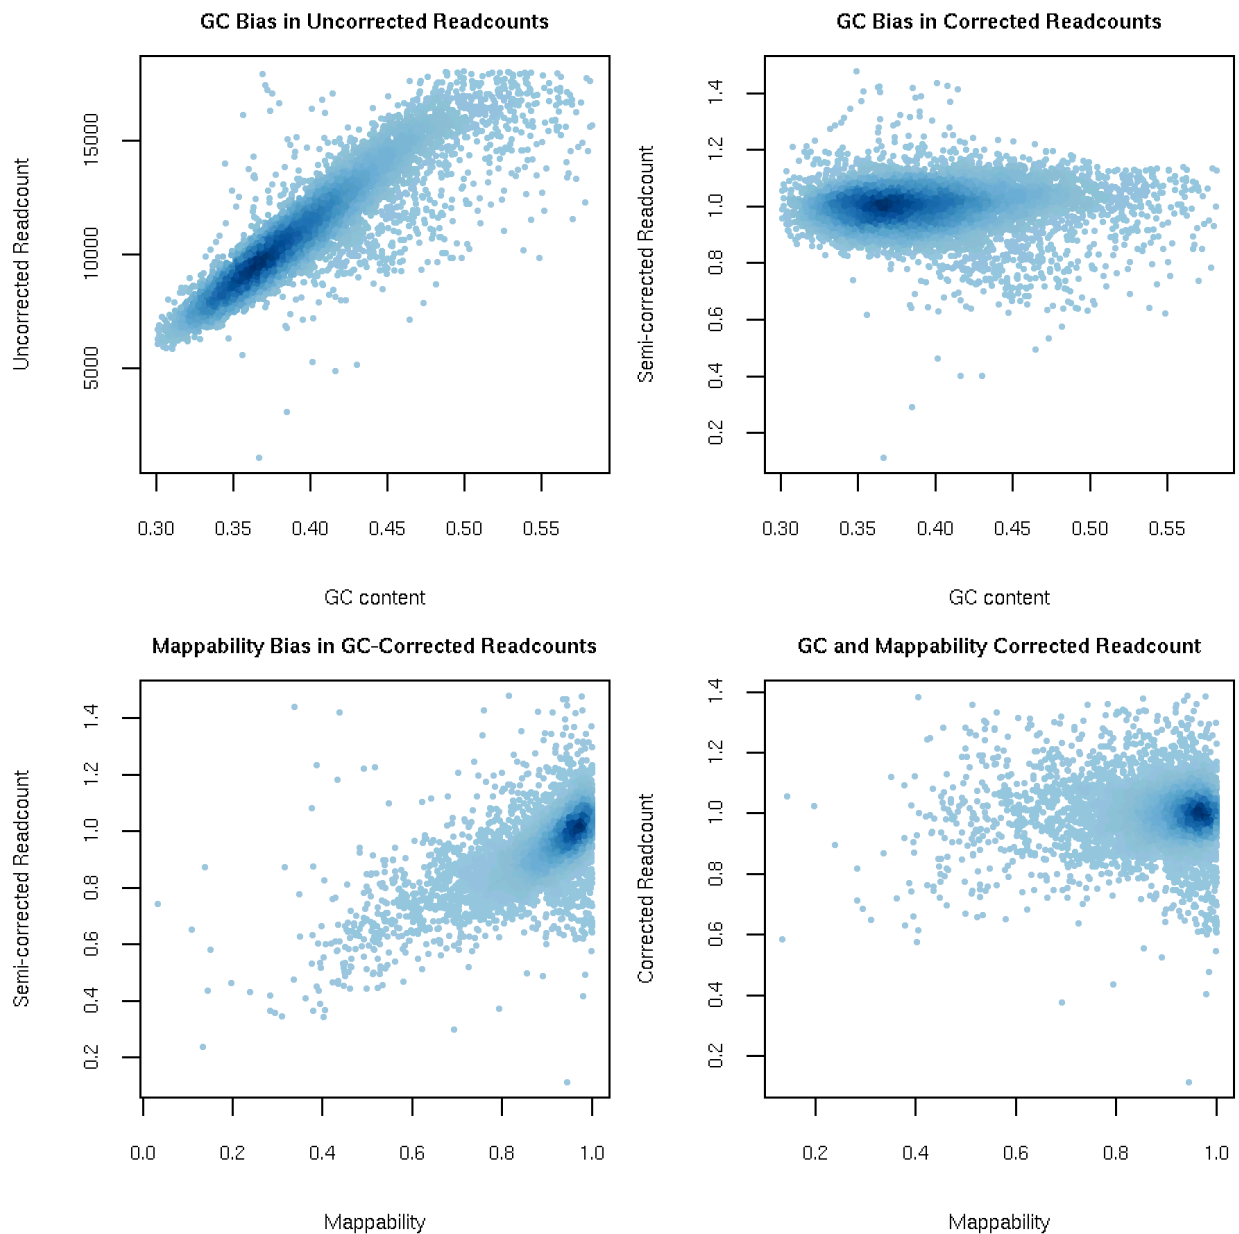 GC Bias in Uncorrected Readcounts
Uncorrected Readcount
15000
10000
5000
0.30 0.35 0.40 0.45 0.50 0.55
GC content
GC Bias in Corrected Readcounts
Semi-corrected Readcount
1.4
1.2
1.0
0.8
0.6
0.4
0.2
0.30 0.35 0.40 0.45 0.50 0.55
GC content
Mappability Bias in GC-Corrected Readcounts
Semi-corrected Readcount
1.4
1.2
1.0
0.8
0.6
0.4
0.2
0.0 0.2 0.4 0.6 0.8 1.0
Mappability
GC and Mappability Corrected Readcount
Corrected Readcount
1.4
1.2
1.0
0.8
0.6
0.4
0.2
0.2 0.4 0.6 0.8 1.0
Mappability